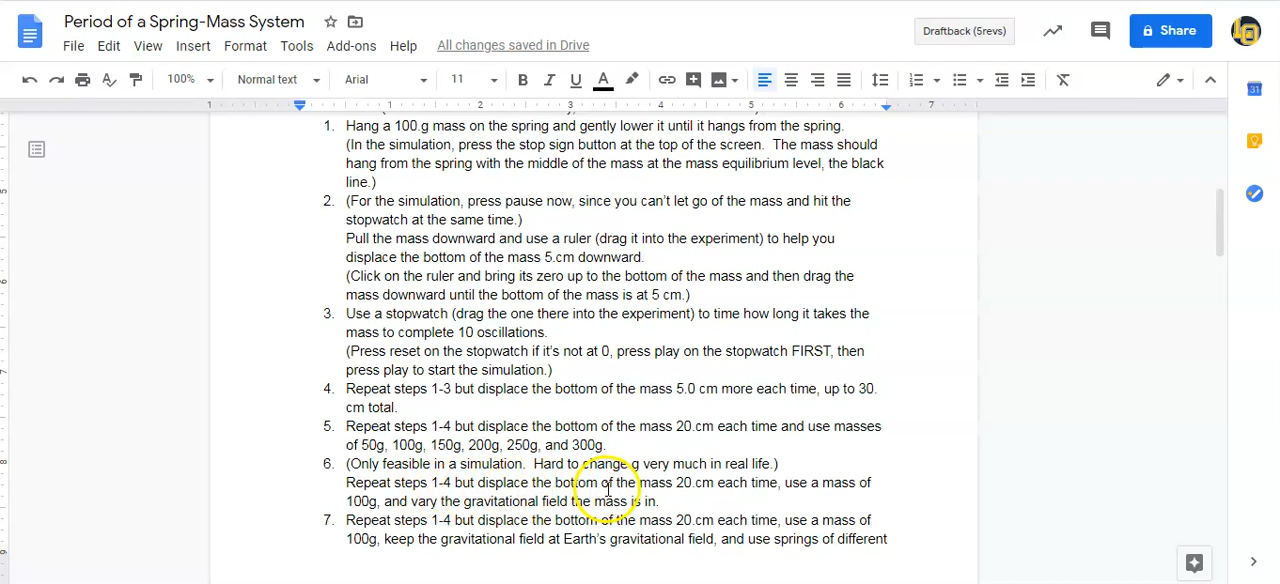 Period of a Spring-Mass System
File Edit View Insert Format Tools Add-ons Help All changes saved in Drive
Draftback (5revs)
Share
100% Normal text Arial 11 B I U A
1 1 2 3 4 5 6 7
1. Hang a 100.g mass on the spring and gently lower it until it hangs from the spring.
(In the simulation, press the stop sign button at the top of the screen. The mass should
hang from the spring with the middle of the mass at the mass equilibrium level, the black
line.)
2. (For the simulation, press pause now, since you can't let go of the mass and hit the
stopwatch at the same time.)
Pull the mass downward and use a ruler (drag it into the experiment) to help you
displace the bottom of the mass 5.cm downward.
(Click on the ruler and bring its zero up to the bottom of the mass and then drag the
mass downward until the bottom of the mass is at 5 cm.)
3. Use a stopwatch (drag the one there into the experiment) to time how long it takes the
mass to complete 10 oscillations.
(Press reset on the stopwatch if it's not at 0, press play on the stopwatch FIRST, then
press play to start the simulation.)
4. Repeat steps 1-3 but displace the bottom of the mass 5.0 cm more each time, up to 30.
cm total.
5. Repeat steps 1-4 but displace the bottom of the mass 20.cm each time and use masses
of 50g, 100g, 150g, 200g, 250g, and 300g.
6. (Only feasible in a simulation. Hard to change g very much in real life.)
Repeat steps 1-4 but displace the bottom of the mass 20.cm each time, use a mass of
100g, and vary the gravitational field the mass is in.
7. Repeat steps 1-4 but displace the bottom of the mass 20.cm each time, use a mass of
100g, keep the gravitational field at Earth's gravitational field, and use springs of different